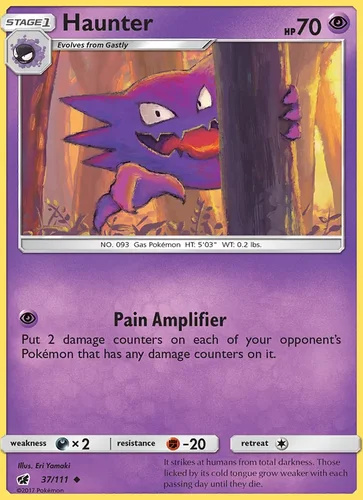 STAGE 1
Haunter
HP 70
Evolves from Gastly
NO. 093 Gas Pokémon HT: 5'03" WT: 0.2 lbs.
Pain Amplifier
Put 2 damage counters on each of your opponent's
Pokémon that has any damage counters on it.
weakness ×2 resistance -20 retreat
Illus. Eri Yamaki
37/111
©2017 Pokémon
It strikes at humans from total darkness. Those
licked by its cold tongue grow weaker with each
passing day until they die.